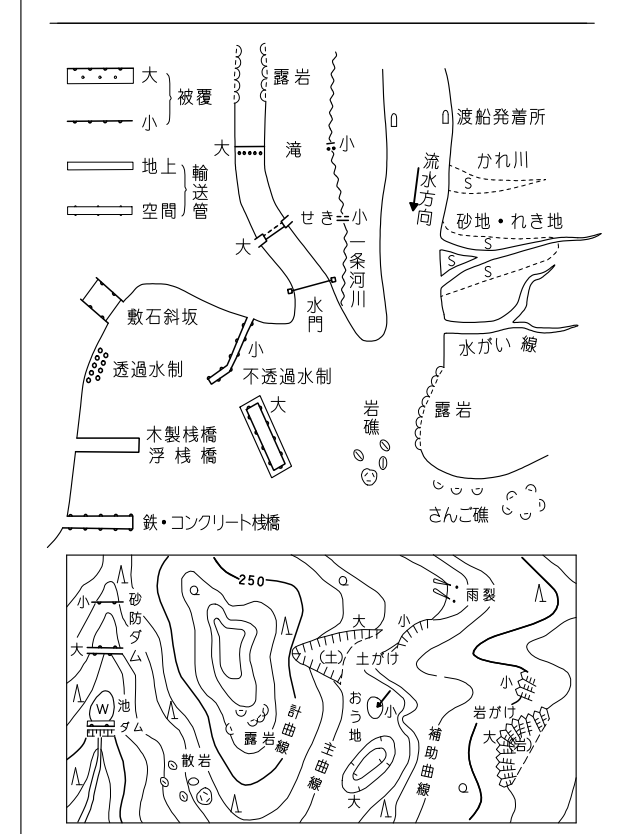 大
小
被覆
地上
空間
輸送管
露岩
大
滝
小
せき
小
大
一条河川
水門
渡船発着所
流水方向
かれ川
S
砂地・れき地
S
S
S
水がい線
敷石斜坂
透過水制
小
不透過水制
大
木製桟橋
浮桟橋
鉄・コンクリート桟橋
岩礁
露岩
さんご礁
小
砂防ダム
大
W
池
ダム
250
Q
露岩
散岩
計曲線
主曲線
Q
大
小
(土)
土がけ
おう地
小
大
補助曲線
雨裂
小
岩がけ
大
(岩)
Q